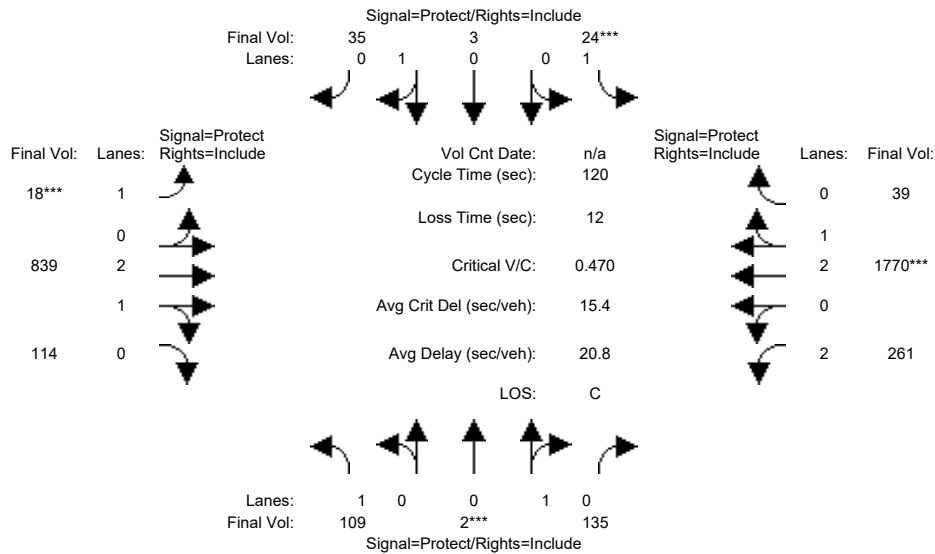 Signal=Protect/Rights=Include
Final Vol: 35 3 24***
Lanes: 0 1 0 0 1
Signal=Protect
Final Vol: Lanes: Rights=Include
Vol Cnt Date: n/a
Signal=Protect
Rights=Include Lanes: Final Vol:
Cycle Time (sec): 120
18*** 1
0 39
Loss Time (sec): 12
0
1
839 2
Critical V/C: 0.470
2 1770***
1
Avg Crit Del (sec/veh): 15.4
0
114 0
Avg Delay (sec/veh): 20.8
2 261
LOS: C
Lanes: 1 0 0 1 0
Final Vol: 109 2*** 135
Signal=Protect/Rights=Include